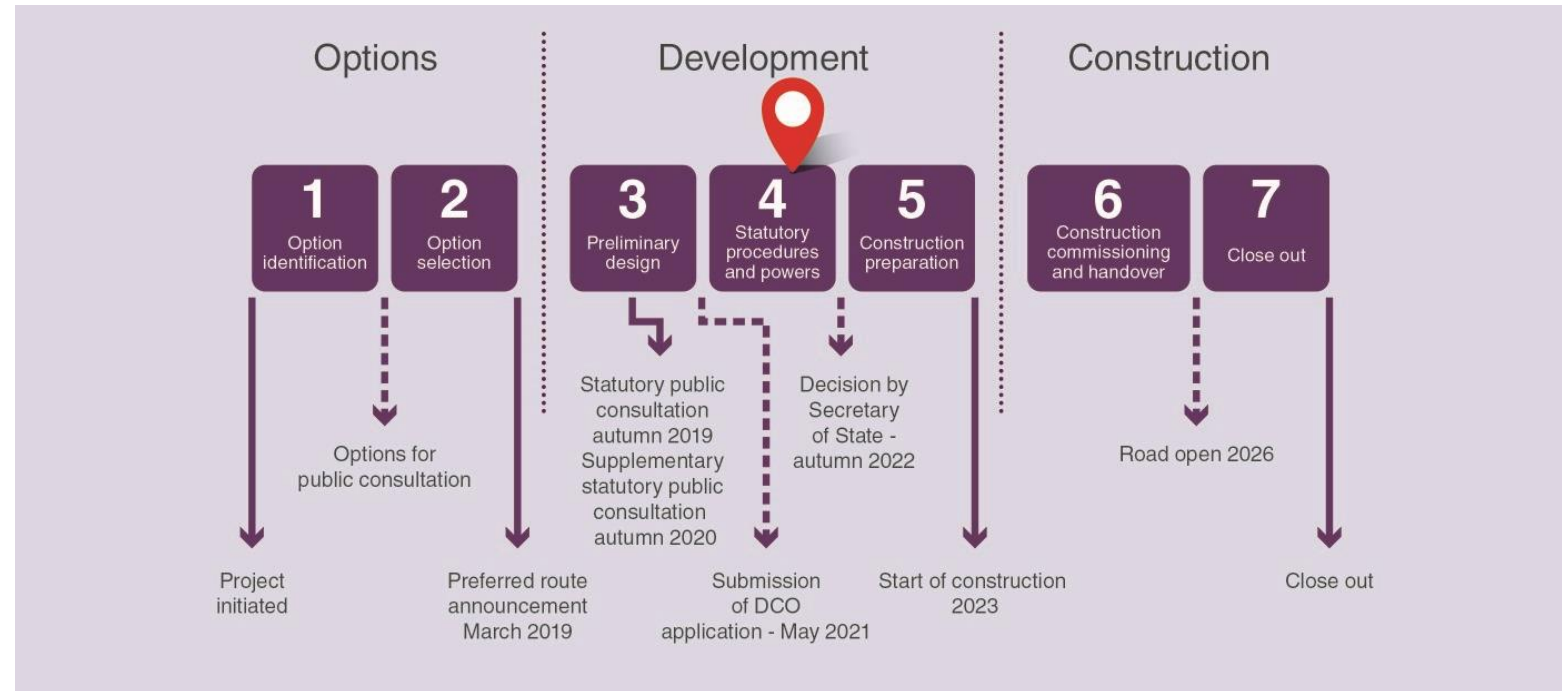 Options
Development
Construction
1
Option
identification
2
Option
selection
3
Preliminary
design
4
Statutory
procedures
and powers
5
Construction
preparation
6
Construction
commissioning
and handover
7
Close out
Project
initiated
Options for
public consultation
Preferred route
announcement
March 2019
Statutory public
consultation
autumn 2019
Supplementary
statutory public
consultation
autumn 2020
Submission
of DCO
application - May 2021
Decision by
Secretary
of State -
autumn 2022
Start of construction
2023
Road open 2026
Close out